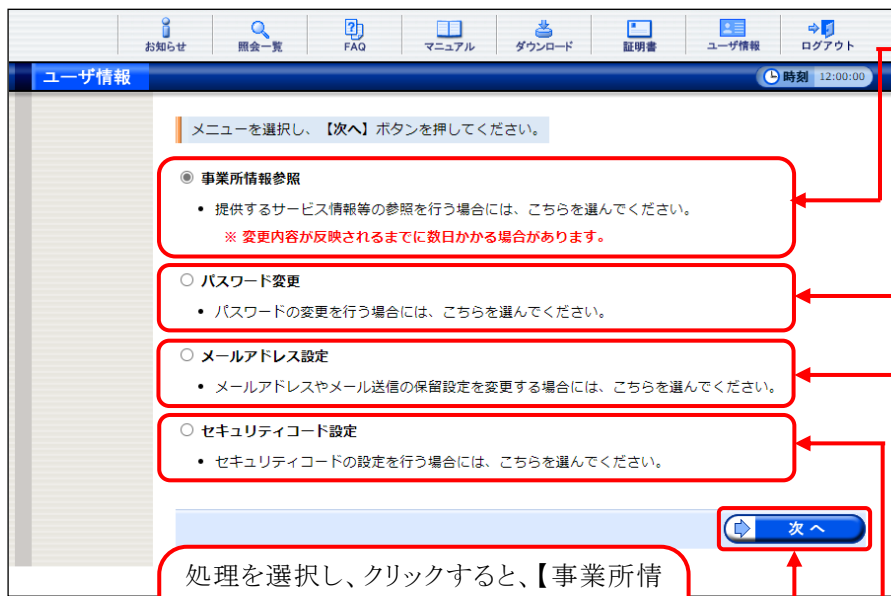 お知らせ 照会一覧 FAQ マニュアル ダウンロード 証明書 ユーザ情報 ログアウト
ユーザ情報 時刻 12:00:00
メニューを選択し、【次へ】ボタンを押してください。
事業所情報参照
• 提供するサービス情報等の参照を行う場合には、こちらを選んでください。
※ 変更内容が反映されるまでに数日かかる場合があります。
パスワード変更
• パスワードの変更を行う場合には、こちらを選んでください。
メールアドレス設定
• メールアドレスやメール送信の保留設定を変更する場合には、こちらを選んでください。
セキュリティコード設定
• セキュリティコードの設定を行う場合には、こちらを選んでください。
次へ
処理を選択し、クリックすると、【事業所情